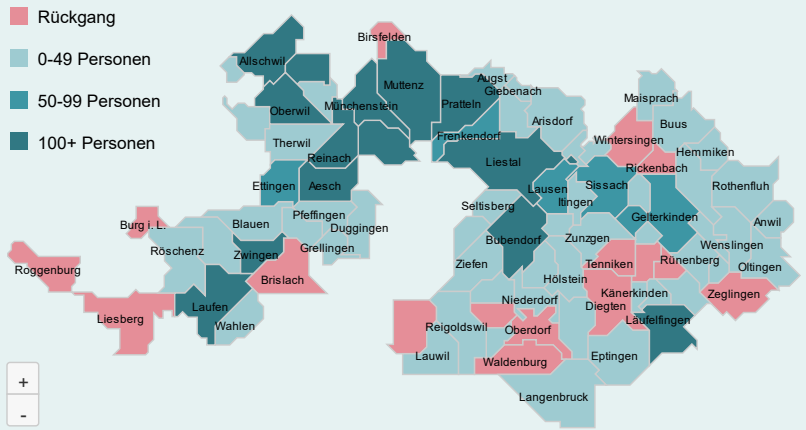 Rückgang
0-49 Personen
50-99 Personen
100+ Personen
Birsfelden
Allschwil
Muttenz
Augst
Giebenach
Maisprach
Oberwil
Münchenstein
Pratteln
Arisdorf
Buus
Therwil
Frenkendorf
Wintersingen
Hemmiken
Reinach
Liestal
Rickenbach
Ettingen
Aesch
Lausen
Sissach
Rothenfluh
Itingen
Seltisberg
Pfeffingen
Gelterkinden
Anwil
Burg i. L.
Blauen
Duggingen
Bubendorf
Zunzgen
Wenslingen
Röschenz
Grellingen
Zwingen
Ziefen
Tenniken
Rünenberg
Oltingen
Roggenburg
Brislach
Hölstein
Känerkinden
Zeglingen
Laufen
Niederdorf
Diegten
Liesberg
Wahlen
Reigoldswil
Oberdorf
Läufelfingen
Lauwil
Waldenburg
Eptingen
Langenbruck
+
-